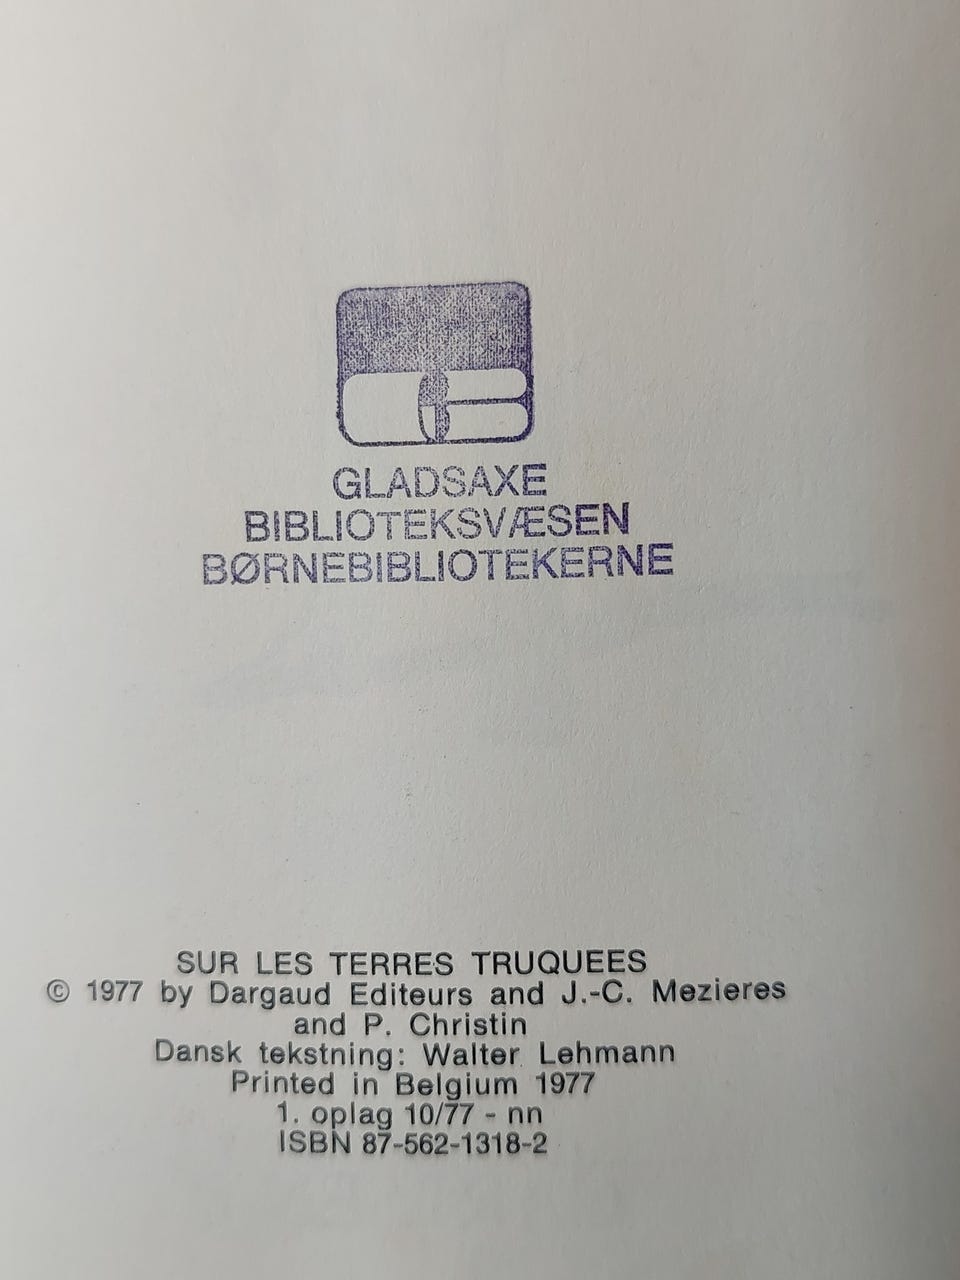 GLADSAXE
BIBLIOTEKSVÆSEN
BØRNEBIBLIOTEKERNE
SUR LES TERRES TRUQUEES
© 1977 by Dargaud Editeurs and J.-C. Mezieres
and P. Christin
Dansk tekstning: Walter Lehmann
Printed in Belgium 1977
1. oplag 10/77 - nn
ISBN 87-562-1318-2